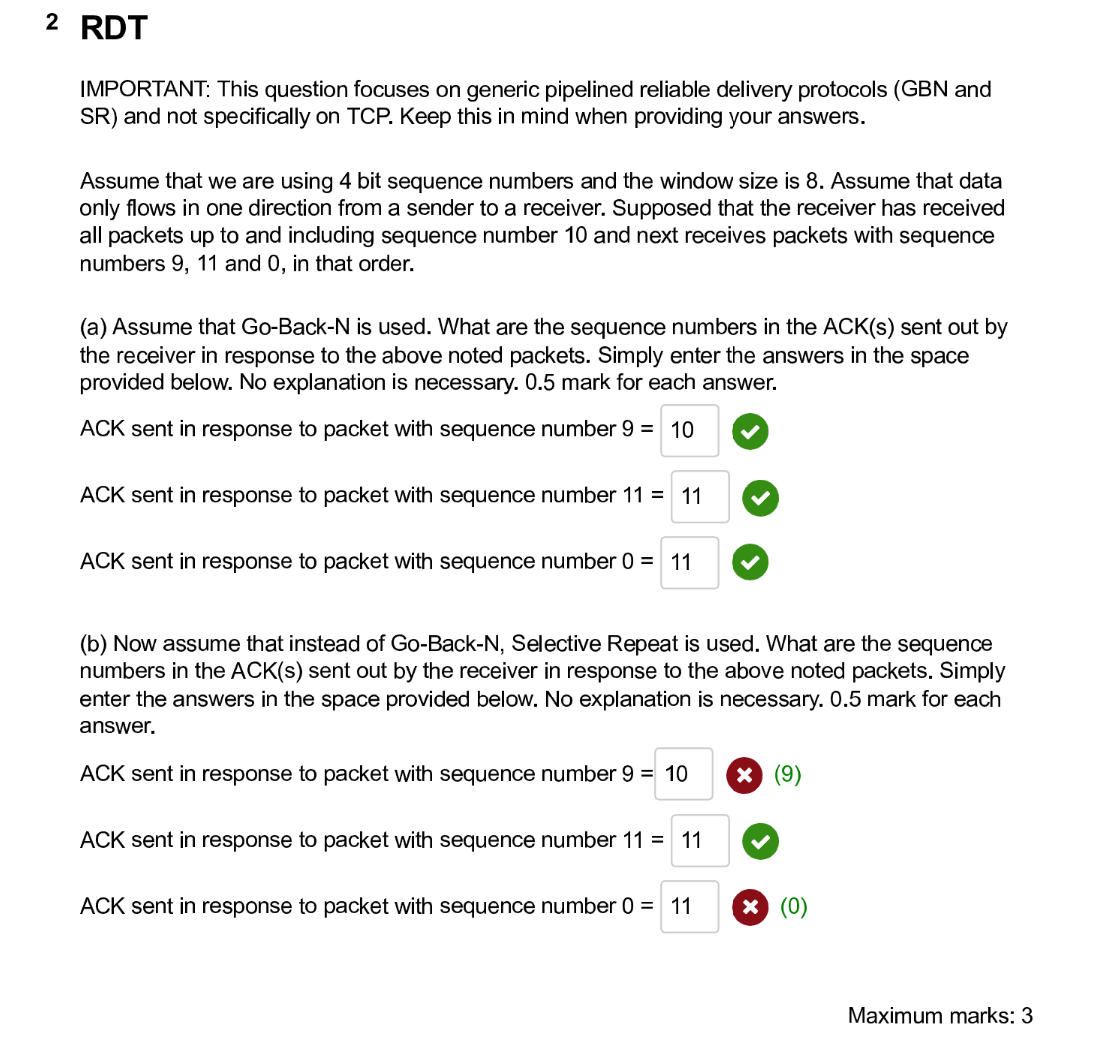 2 RDT
IMPORTANT: This question focuses on generic pipelined reliable delivery protocols (GBN and
SR) and not specifically on TCP. Keep this in mind when providing your answers.
Assume that we are using 4 bit sequence numbers and the window size is 8. Assume that data
only flows in one direction from a sender to a receiver. Supposed that the receiver has received
all packets up to and including sequence number 10 and next receives packets with sequence
numbers 9, 11 and 0, in that order.
(a) Assume that Go-Back-N is used. What are the sequence numbers in the ACK(s) sent out by
the receiver in response to the above noted packets. Simply enter the answers in the space
provided below. No explanation is necessary. 0.5 mark for each answer.
ACK sent in response to packet with sequence number 9 = 10
ACK sent in response to packet with sequence number 11 = 11
ACK sent in response to packet with sequence number 0 = 11
(b) Now assume that instead of Go-Back-N, Selective Repeat is used. What are the sequence
numbers in the ACK(s) sent out by the receiver in response to the above noted packets. Simply
enter the answers in the space provided below. No explanation is necessary. 0.5 mark for each
answer.
ACK sent in response to packet with sequence number 9 = 10 (9)
ACK sent in response to packet with sequence number 11 = 11
ACK sent in response to packet with sequence number 0 = 11 (0)
Maximum marks: 3